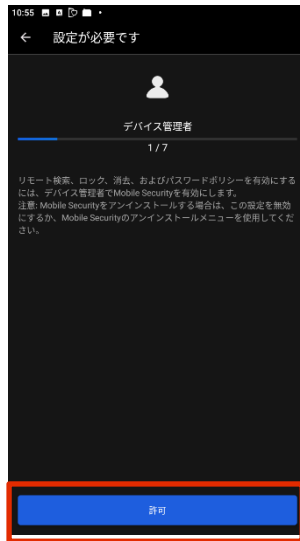 10:55
設定が必要です
デバイス管理者
1 / 7
リモート検索、ロック、消去、およびパスワードポリシーを有効にする
には、デバイス管理者でMobile Securityを有効にします。
注意: Mobile Securityをアンインストールする場合は、この設定を無効
にするか、Mobile Securityのアンインストールメニューを使用してくだ
さい。
許可